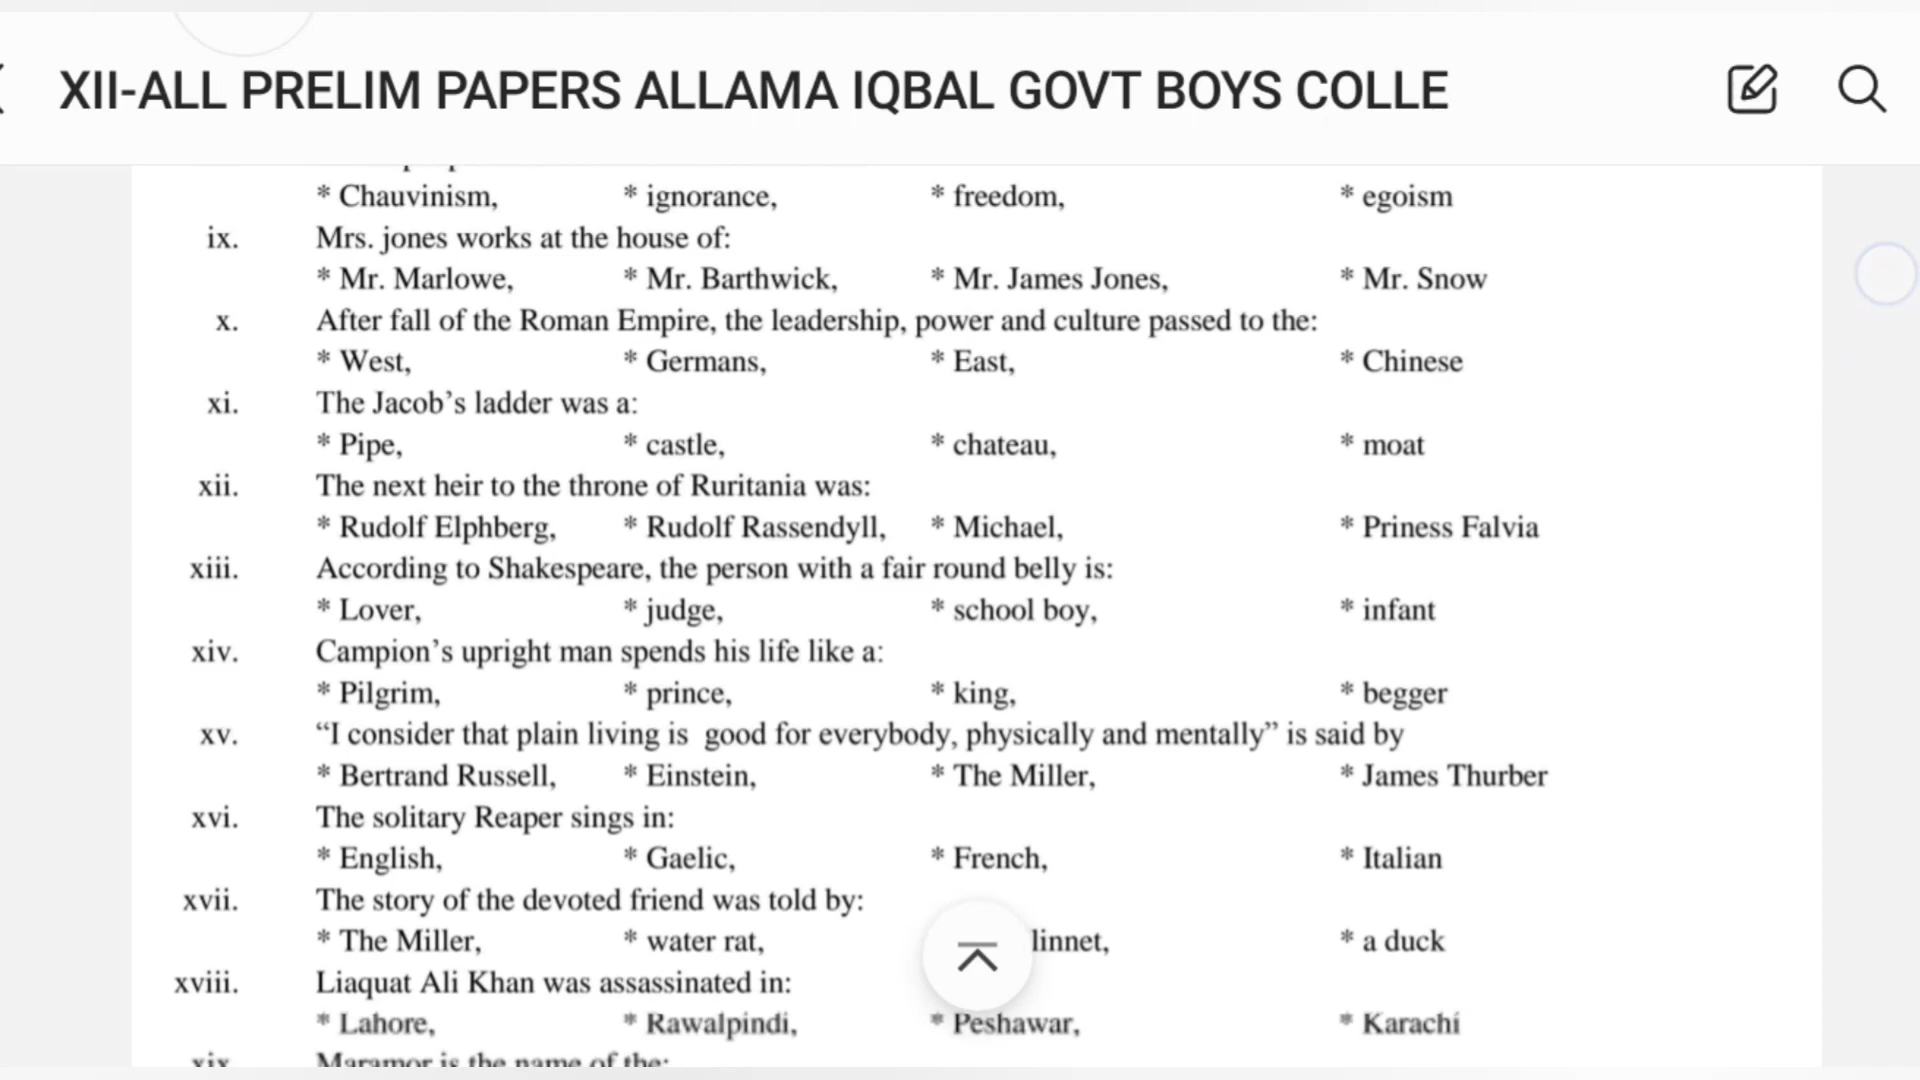 XII-ALL PRELIM PAPERS ALLAMA IQBAL GOVT BOYS COLLE
* Chauvinism, * ignorance, * freedom, * egoism
ix. Mrs. jones works at the house of:
* Mr. Marlowe, * Mr. Barthwick, * Mr. James Jones, * Mr. Snow
x. After fall of the Roman Empire, the leadership, power and culture passed to the:
* West, * Germans, * East, * Chinese
xi. The Jacob’s ladder was a:
* Pipe, * castle, * chateau, * moat
xii. The next heir to the throne of Ruritania was:
* Rudolf Elphberg, * Rudolf Rassendyll, * Michael, * Priness Falvia
xiii. According to Shakespeare, the person with a fair round belly is:
* Lover, * judge, * school boy, * infant
xiv. Campion’s upright man spends his life like a:
* Pilgrim, * prince, * king, * begger
xv. “I consider that plain living is good for everybody, physically and mentally” is said by
* Bertrand Russell, * Einstein, * The Miller, * James Thurber
xvi. The solitary Reaper sings in:
* English, * Gaelic, * French, * Italian
xvii. The story of the devoted friend was told by:
* The Miller, * water rat, linnet, * a duck
xviii. Liaquat Ali Khan was assassinated in:
* Lahore, * Rawalpindi, * Peshawar, * Karachi
xix. Maramor is the name of the: